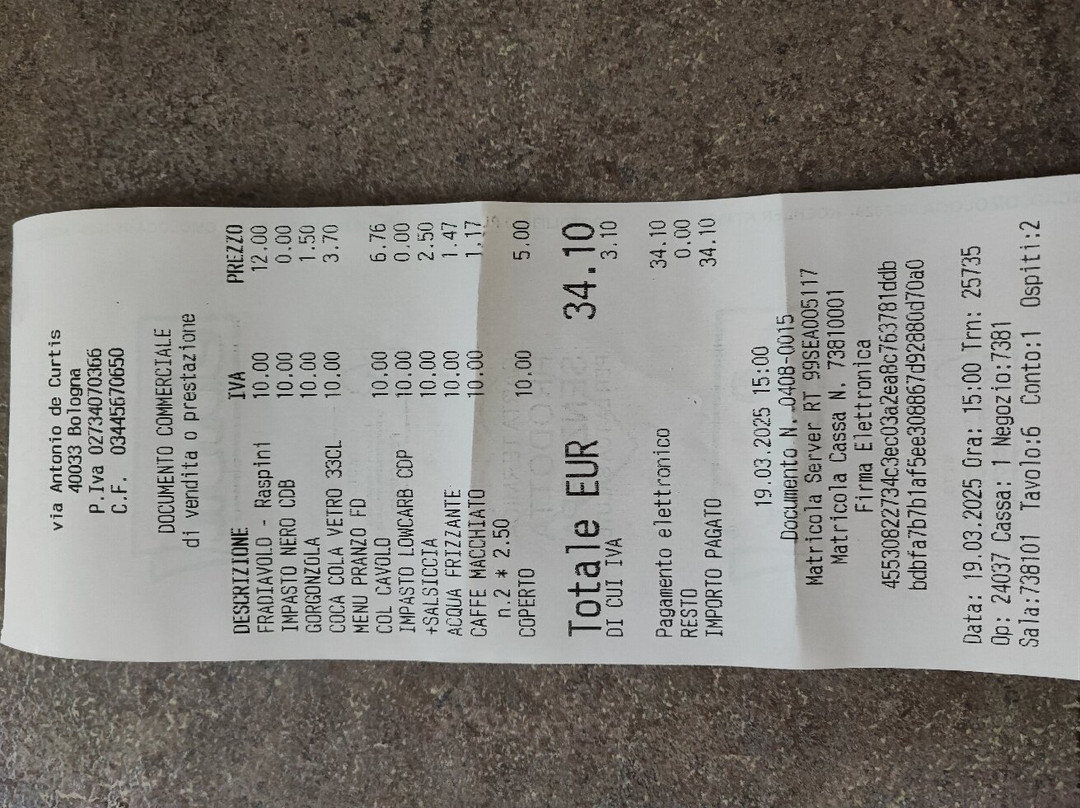 via Antonio de Curtis
40033 Bologna
P.Iva 02734070366
C.F. 03445670650
DOCUMENTO COMMERCIALE
di vendita o prestazione
DESCRIZIONE IVA PREZZO
FRADIAVOLO - Raspini 10.00 12.00
IMPASTO NERO CDB 10.00 0.00
GORGONZOLA 10.00 1.50
COCA COLA VETRO 33CL 10.00 3.70
MENU PRANZO FD
COL CAVOLO 10.00 6.76
IMPASTO LOWCARB CDP 10.00 0.00
+SALSICCIA 10.00 2.50
ACQUA FRIZZANTE 10.00 1.47
CAFFE MACCHIATO 10.00 1.17
n.2 * 2.50
COPERTO 10.00 5.00
Totale EUR 34.10
DI CUI IVA 3.10
Pagamento elettronico 34.10
RESTO 0.00
IMPORTO PAGATO 34.10
19.03.2025 15:00
Documento N. 0408-0015
Matricola Server RT 99SEA005117
Matricola Cassa N. 73810001
Firma Elettronica
45530822734c3ec03a2ea8c763781ddb
bdbfa7b7b1af5ee308867d92880d70a0
Data: 19.03.2025 Ora: 15:00 Trn: 25735
Op: 24037 Cassa: 1 Negozio:7381
Sala:738101 Tavolo:6 Conto:1 Ospiti:2